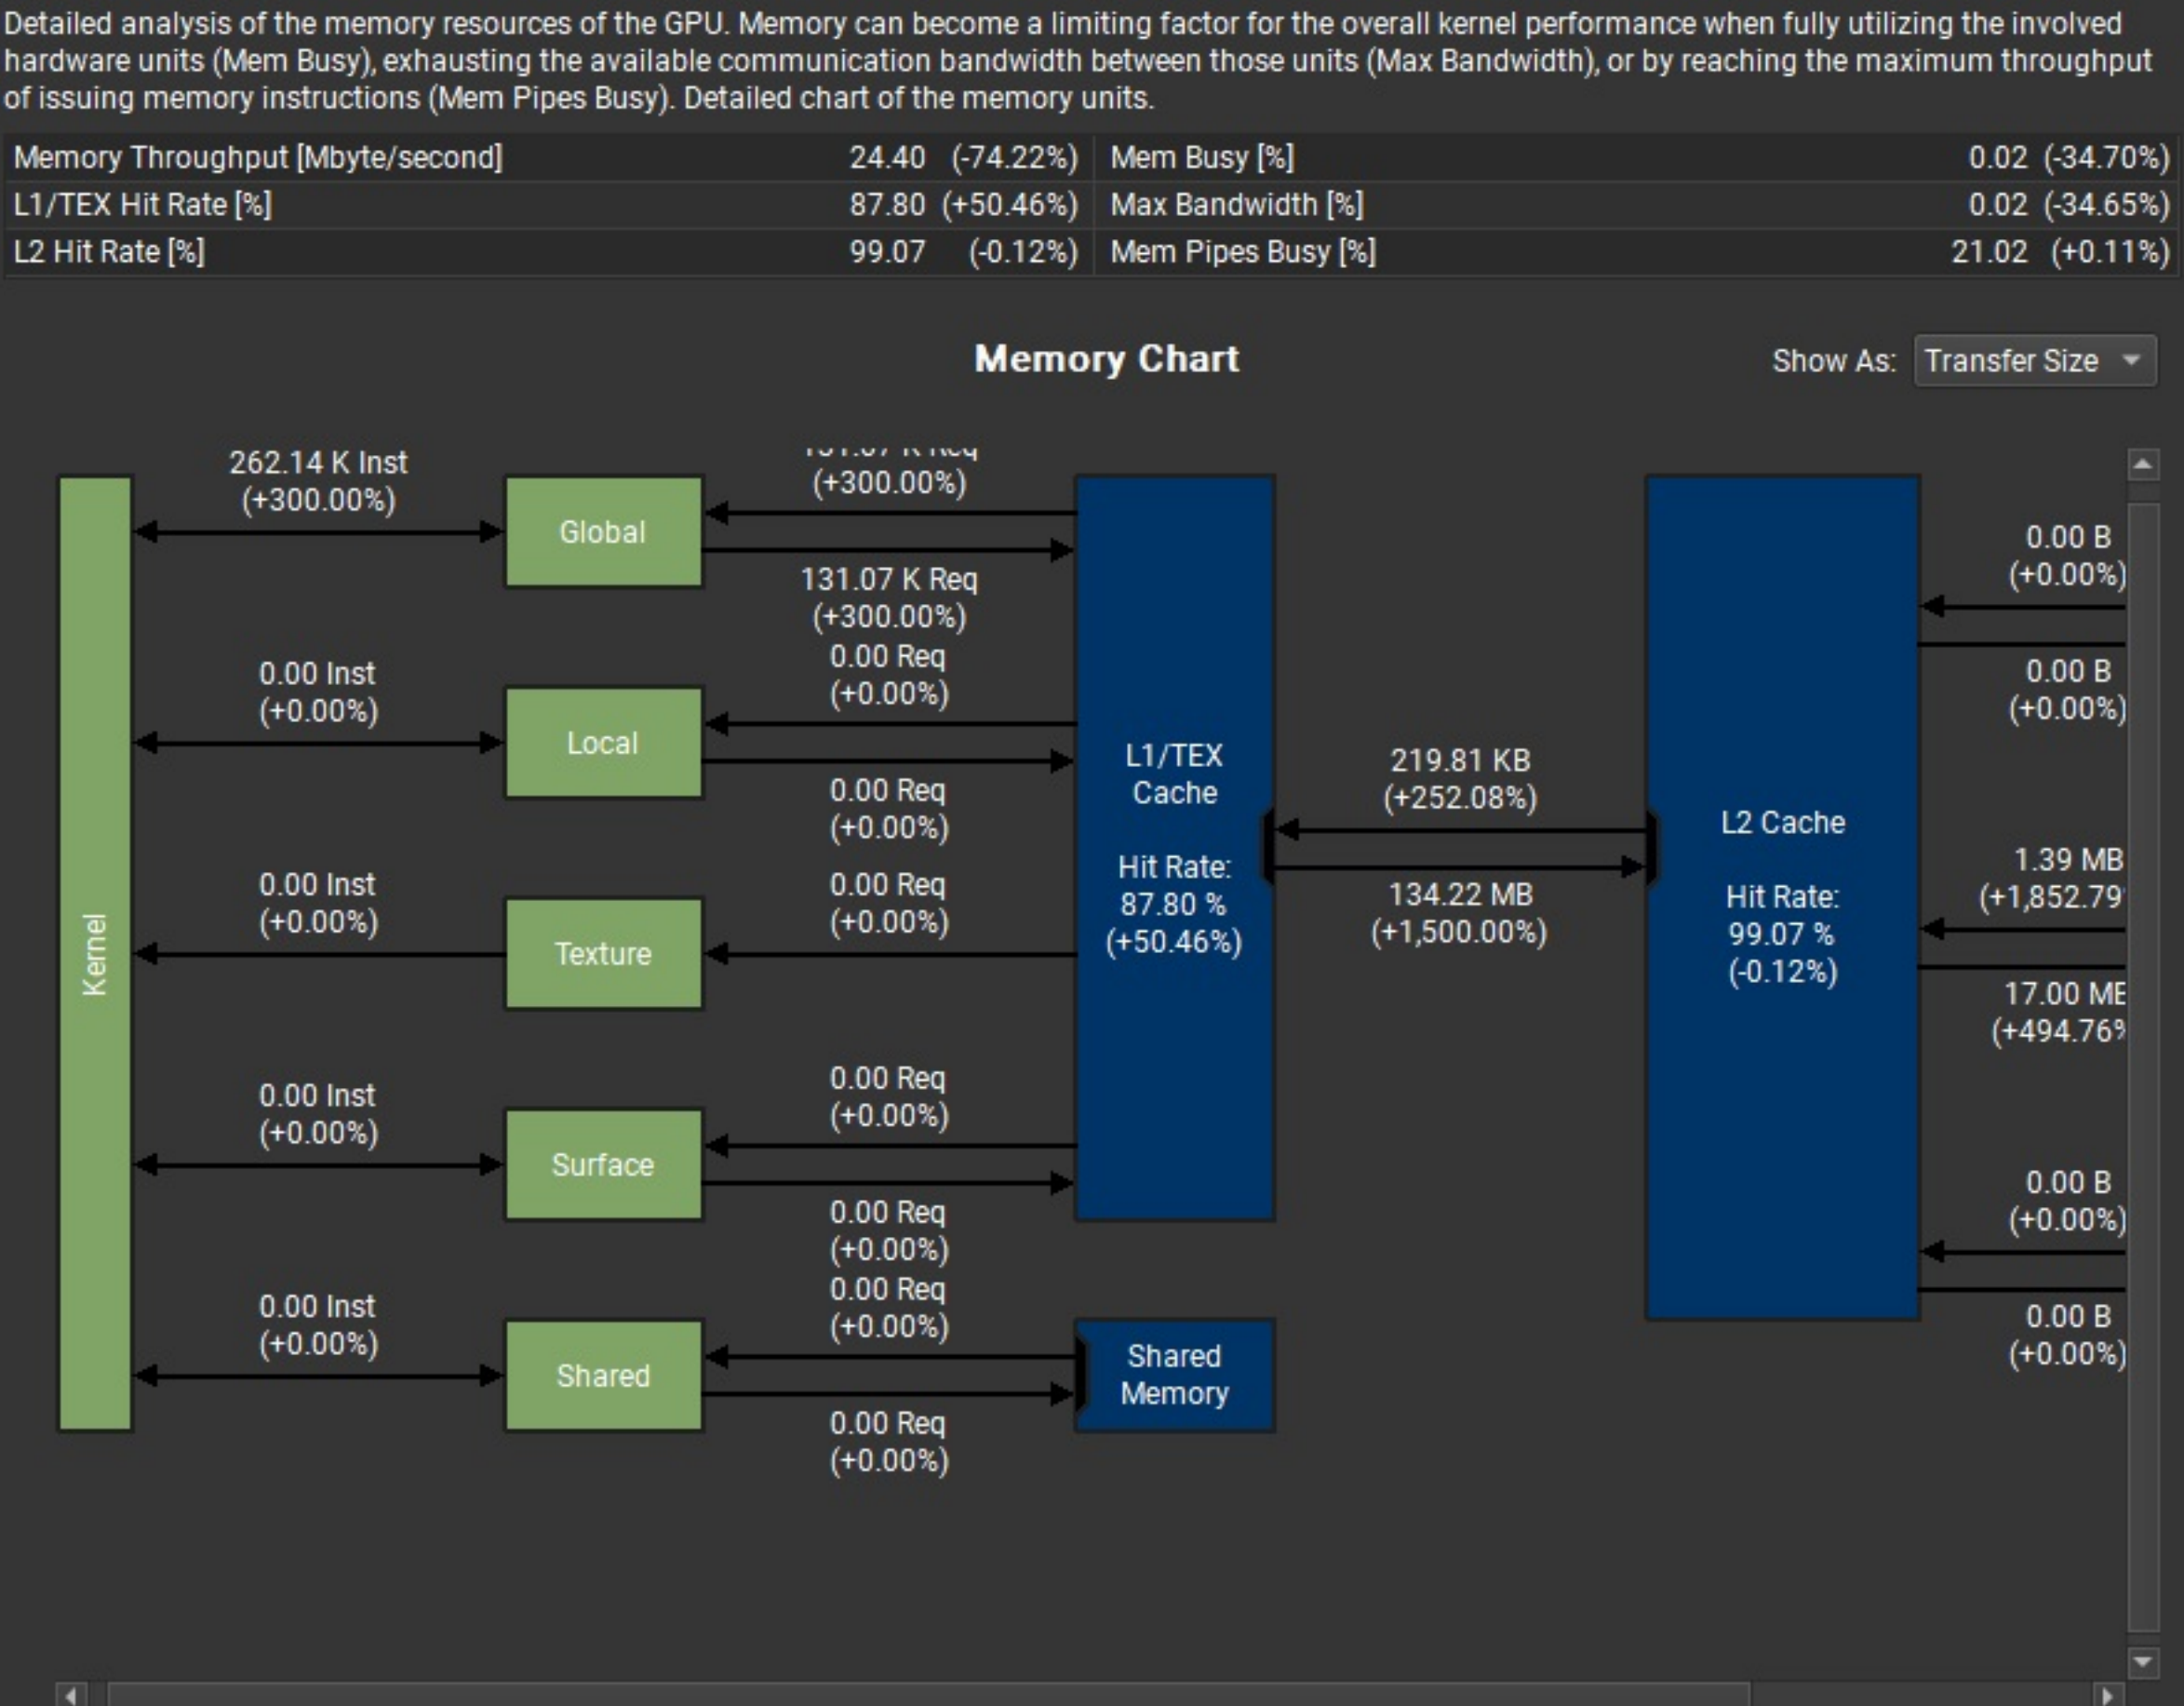 Detailed analysis of the memory resources of the GPU. Memory can become a limiting factor for the overall kernel performance when fully utilizing the involved
hardware units (Mem Busy), exhausting the available communication bandwidth between those units (Max Bandwidth), or by reaching the maximum throughput
of issuing memory instructions (Mem Pipes Busy). Detailed chart of the memory units.
Memory Throughput [Mbyte/second] 24.40 (-74.22%) Mem Busy [%] 0.02 (-34.70%)
L1/TEX Hit Rate [%] 87.80 (+50.46%) Max Bandwidth [%] 0.02 (-34.65%)
L2 Hit Rate [%] 99.07 (-0.12%) Mem Pipes Busy [%] 21.02 (+0.11%)
Memory Chart
Show As: Transfer Size
Kernel
262.14 K Inst
(+300.00%)
Global
(+300.00%)
131.07 K Req
(+300.00%)
0.00 Inst
(+0.00%)
Local
0.00 Req
(+0.00%)
0.00 Req
(+0.00%)
0.00 Inst
(+0.00%)
Texture
0.00 Req
(+0.00%)
0.00 Inst
(+0.00%)
Surface
0.00 Req
(+0.00%)
0.00 Req
(+0.00%)
0.00 Inst
(+0.00%)
Shared
0.00 Req
(+0.00%)
0.00 Req
(+0.00%)
L1/TEX
Cache
Hit Rate:
87.80 %
(+50.46%)
Shared
Memory
219.81 KB
(+252.08%)
134.22 MB
(+1,500.00%)
L2 Cache
Hit Rate:
99.07 %
(-0.12%)
0.00 B
(+0.00%)
0.00 B
(+0.00%)
1.39 MB
(+1,852.79
17.00 MB
(+494.76%
0.00 B
(+0.00%)
0.00 B
(+0.00%)